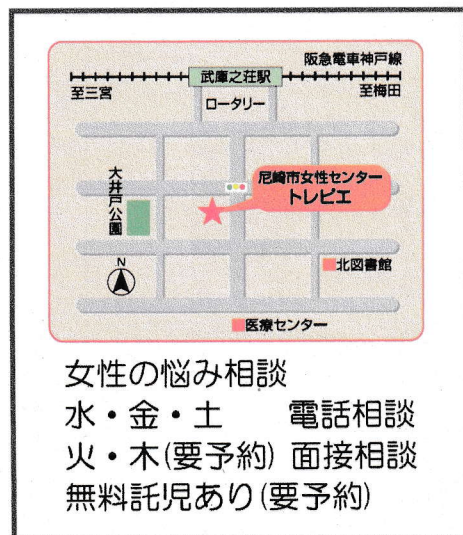 阪急電車神戸線
武庫之荘駅
至三宮
至梅田
ロータリー
尼崎市女性センター
トレピエ
大井戸公園
N
北図書館
医療センター
女性の悩み相談
水・金・土 電話相談
火・木(要予約) 面接相談
無料託児あり(要予約)